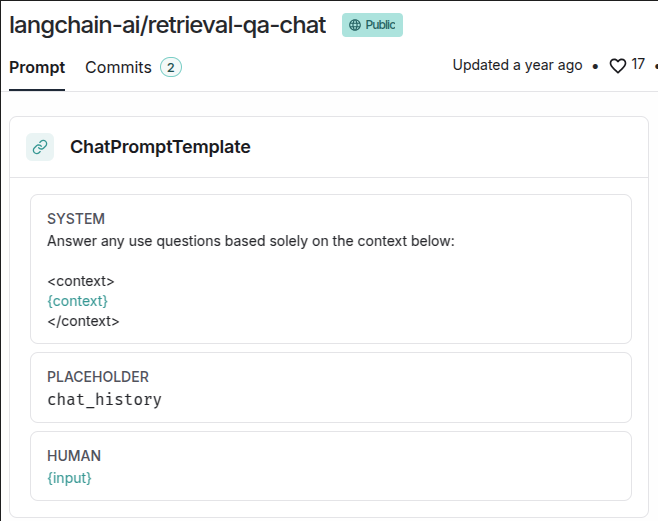 langchain-ai/retrieval-qa-chat Public
Prompt Commits 2 Updated a year ago • 17 •
ChatPromptTemplate
SYSTEM
Answer any use questions based solely on the context below:
<context>
{context}
</context>
PLACEHOLDER
chat_history
HUMAN
{input}